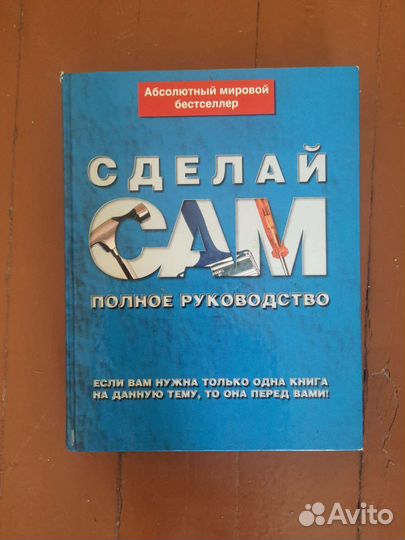 Абсолютный мировой
бестселлер
СДЕЛАЙ
САМ
ПОЛНОЕ РУКОВОДСТВО
ЕСЛИ ВАМ НУЖНА ТОЛЬКО ОДНА КНИГА
НА ДАННУЮ ТЕМУ, ТО ОНА ПЕРЕД ВАМИ!
Avito